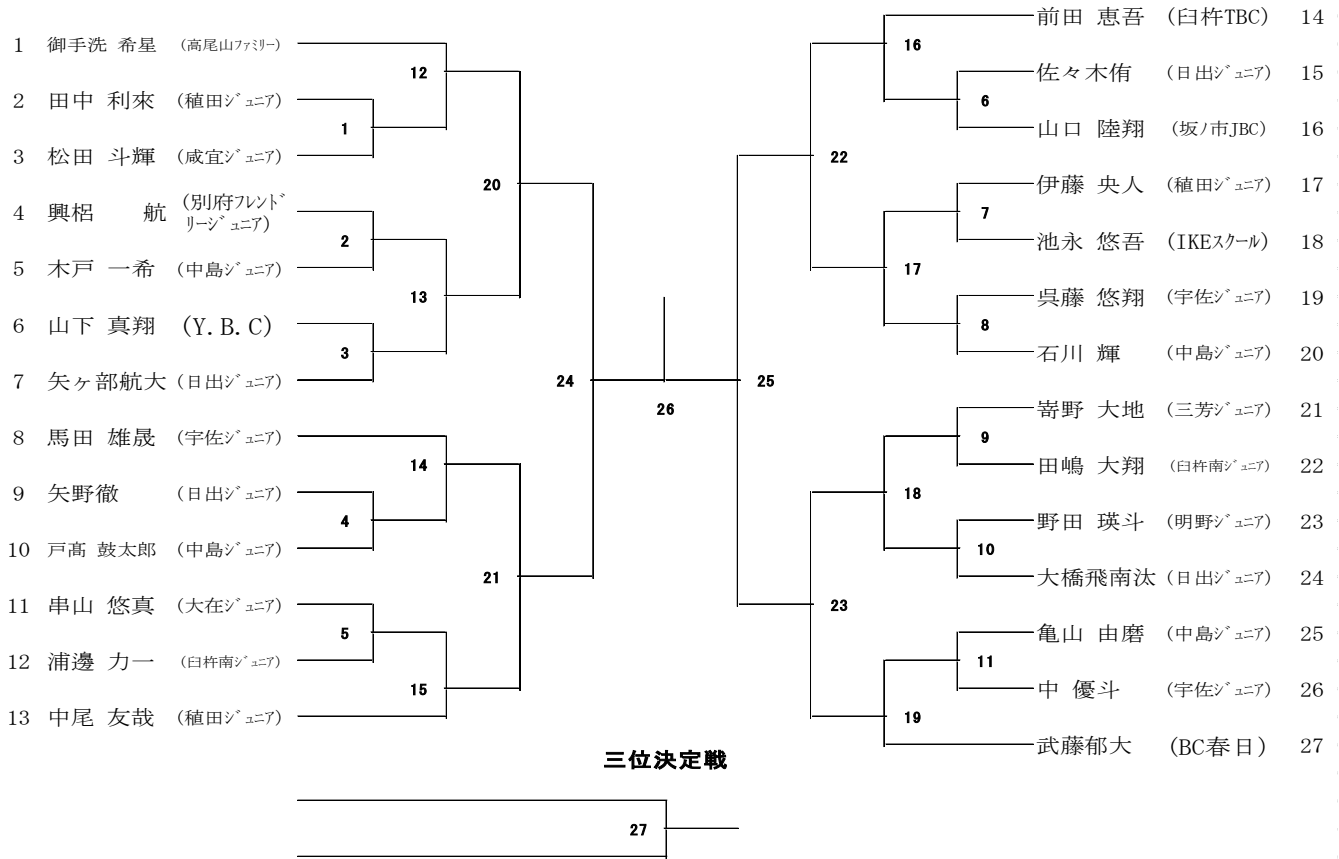 1 御手洗 希星 (高尾山ファミリー)
12
2 田中 利來 (稙田ジュニア)
1
3 松田 斗輝 (咸宜ジュニア)
20
4 興梠 航 (別府フレンド
リージュニア)
2
5 木戸 一希 (中島ジュニア)
13
6 山下 真翔 (Y.B.C)
3
7 矢ヶ部航大 (日出ジュニア)
24
8 馬田 雄晟 (宇佐ジュニア)
14
9 矢野徹 (日出ジュニア)
4
10 戸髙 鼓太郎 (中島ジュニア)
21
11 串山 悠真 (大在ジュニア)
5
12 浦邊 力一 (臼杵南ジュニア)
15
13 中尾 友哉 (稙田ジュニア)
26
前田 恵吾 (臼杵TBC) 14
16
佐々木侑 (日出ジュニア) 15
6
山口 陸翔 (坂ノ市JBC) 16
22
伊藤 央人 (稙田ジュニア) 17
7
池永 悠吾 (IKEスクール) 18
17
呉藤 悠翔 (宇佐ジュニア) 19
8
石川 輝 (中島ジュニア) 20
25
嵜野 大地 (三芳ジュニア) 21
9
田嶋 大翔 (臼杵南ジュニア) 22
18
野田 瑛斗 (明野ジュニア) 23
10
大橋飛南汰 (日出ジュニア) 24
23
亀山 由磨 (中島ジュニア) 25
11
中 優斗 (宇佐ジュニア) 26
19
武藤郁大 (BC春日) 27
三位決定戦
27